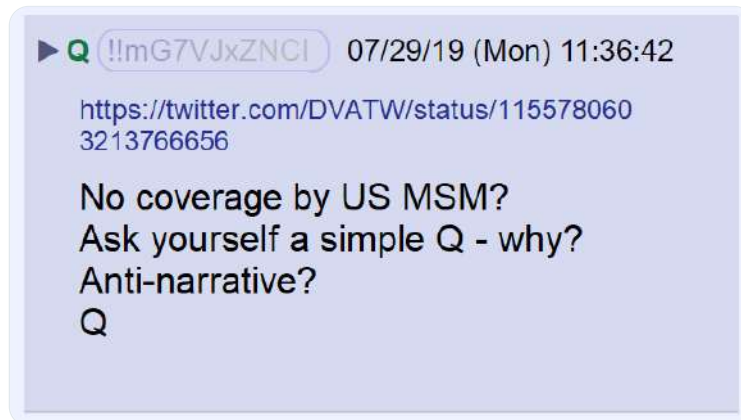 ▶ Q !!mG7VJxZNCI 07/29/19 (Mon) 11:36:42
https://twitter.com/DVATW/status/115578060
3213766656
No coverage by US MSM?
Ask yourself a simple Q - why?
Anti-narrative?
Q